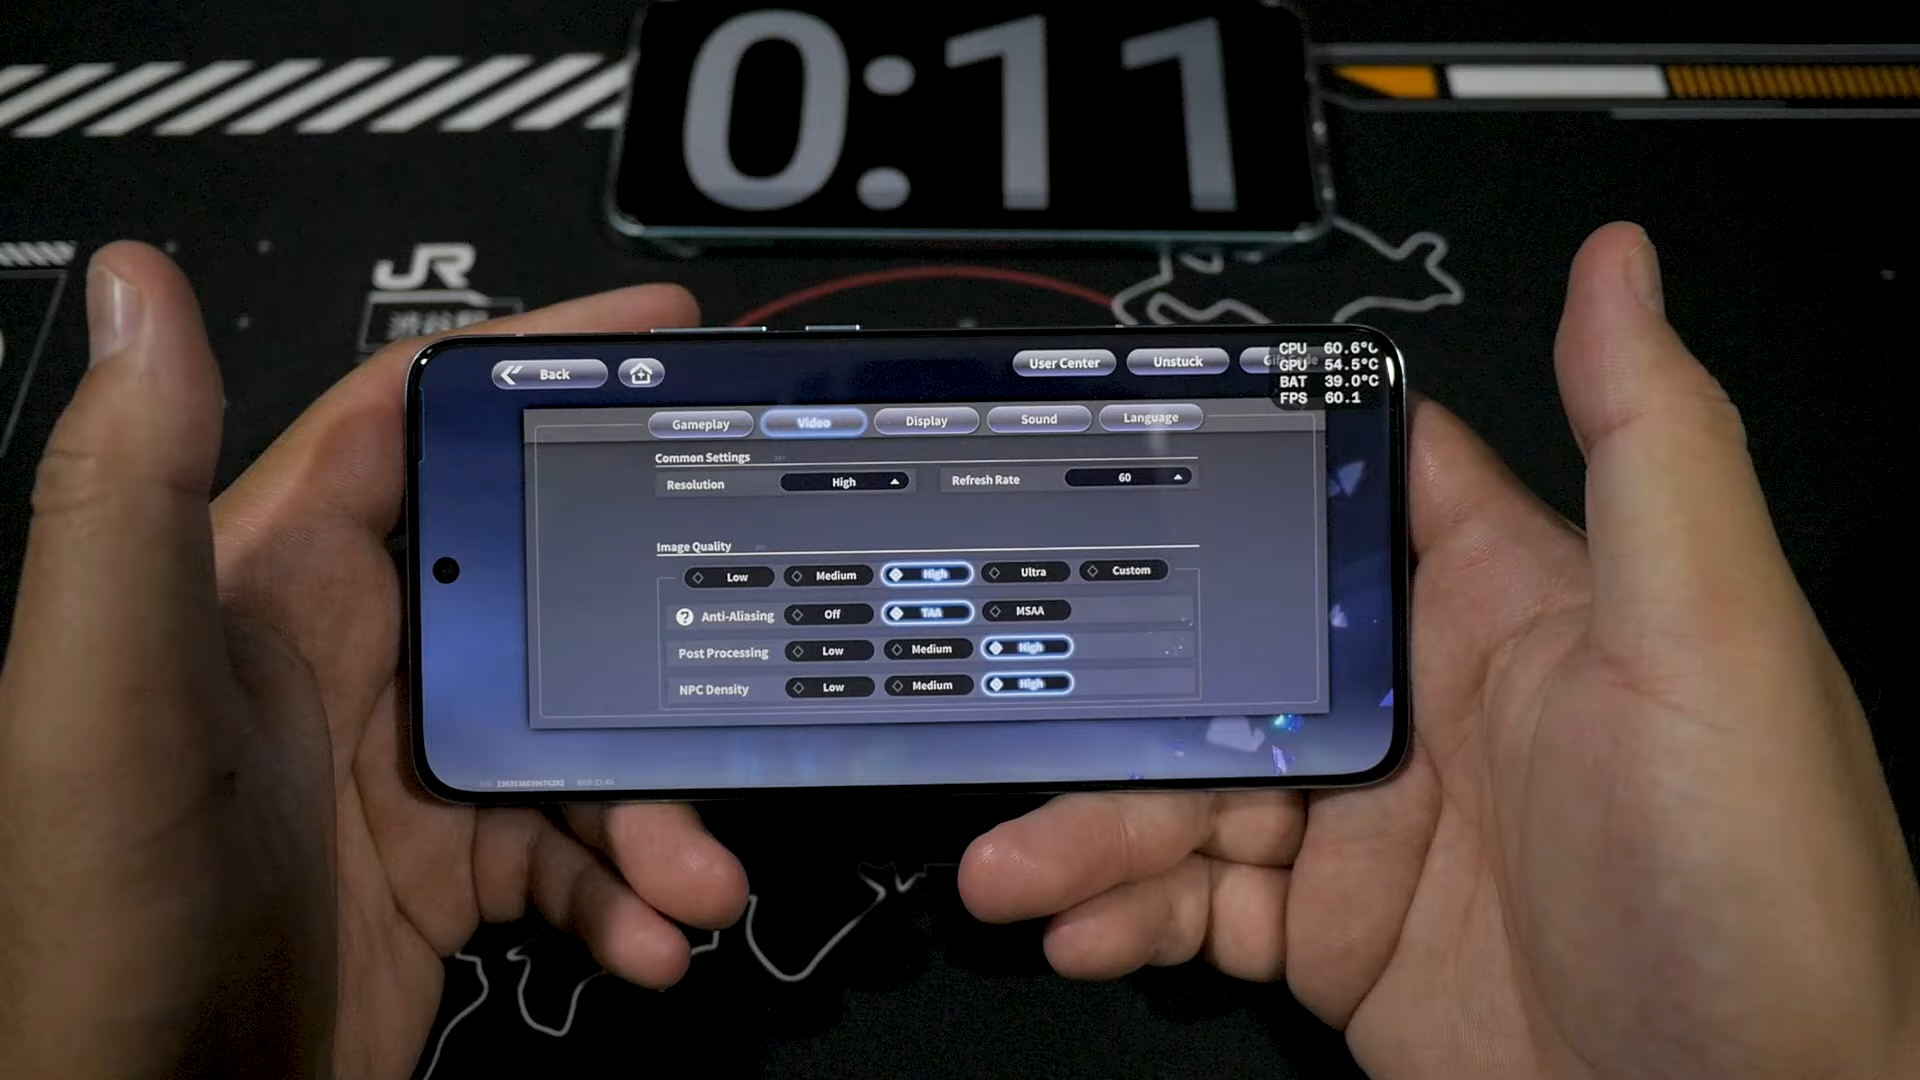 0:11
JR
渋谷
Back
User Center
Unstuck
CPU 60.6°C
GPU 54.5°C
BAT 39.0°C
FPS 60.1
Gameplay
Video
Display
Sound
Language
Common Settings
Resolution
High
Refresh Rate
60
Image Quality
Low
Medium
High
Ultra
Custom
? Anti-Aliasing
Off
TAA
MSAA
Post Processing
Low
Medium
High
NPC Density
Low
Medium
High